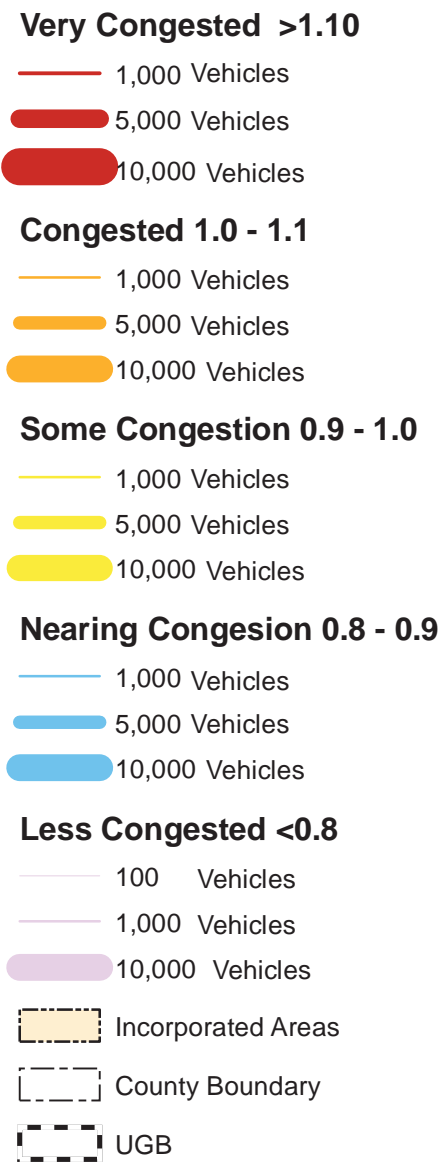 Very Congested >1.10
1,000 Vehicles
5,000 Vehicles
10,000 Vehicles
Congested 1.0 - 1.1
1,000 Vehicles
5,000 Vehicles
10,000 Vehicles
Some Congestion 0.9 - 1.0
1,000 Vehicles
5,000 Vehicles
10,000 Vehicles
Nearing Congesion 0.8 - 0.9
1,000 Vehicles
5,000 Vehicles
10,000 Vehicles
Less Congested <0.8
100 Vehicles
1,000 Vehicles
10,000 Vehicles
Incorporated Areas
County Boundary
UGB